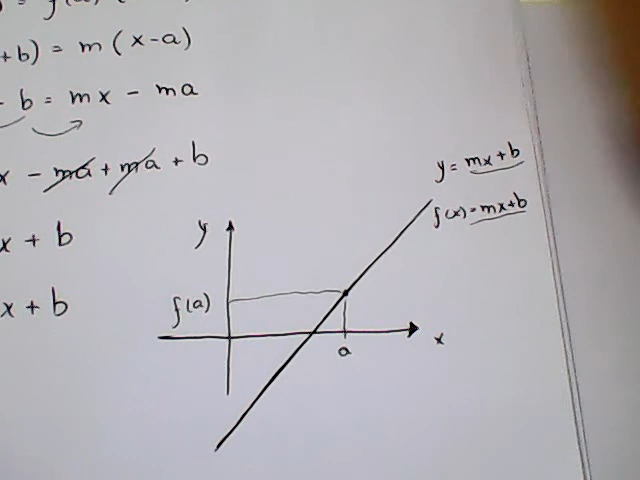 = f(a)
+b) = m (x-a)
- b = mx - ma
x - ma + ma + b
x + b
x + b
y = mx + b
f(x) = mx+b
y
f(a)
x
a